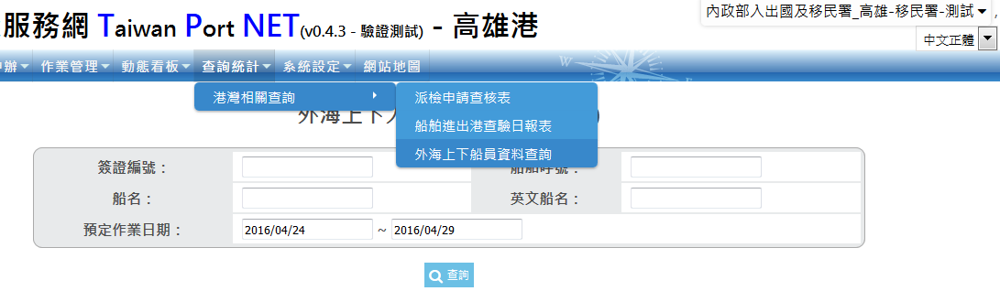 內政部入出國及移民署_高雄-移民署-測試
服務網 Taiwan Port NET(v0.4.3 - 驗證測試) - 高雄港
中文正體
作業管理 動態看板 查詢統計 系統設定 網站地圖
港灣相關查詢
派檢申請查核表
船舶進出港查驗日報表
外海上下船員資料查詢
外海上下
簽證編號：
船舶呼號：
船名：
英文船名：
預定作業日期：
2016/04/24 ~ 2016/04/29
查詢